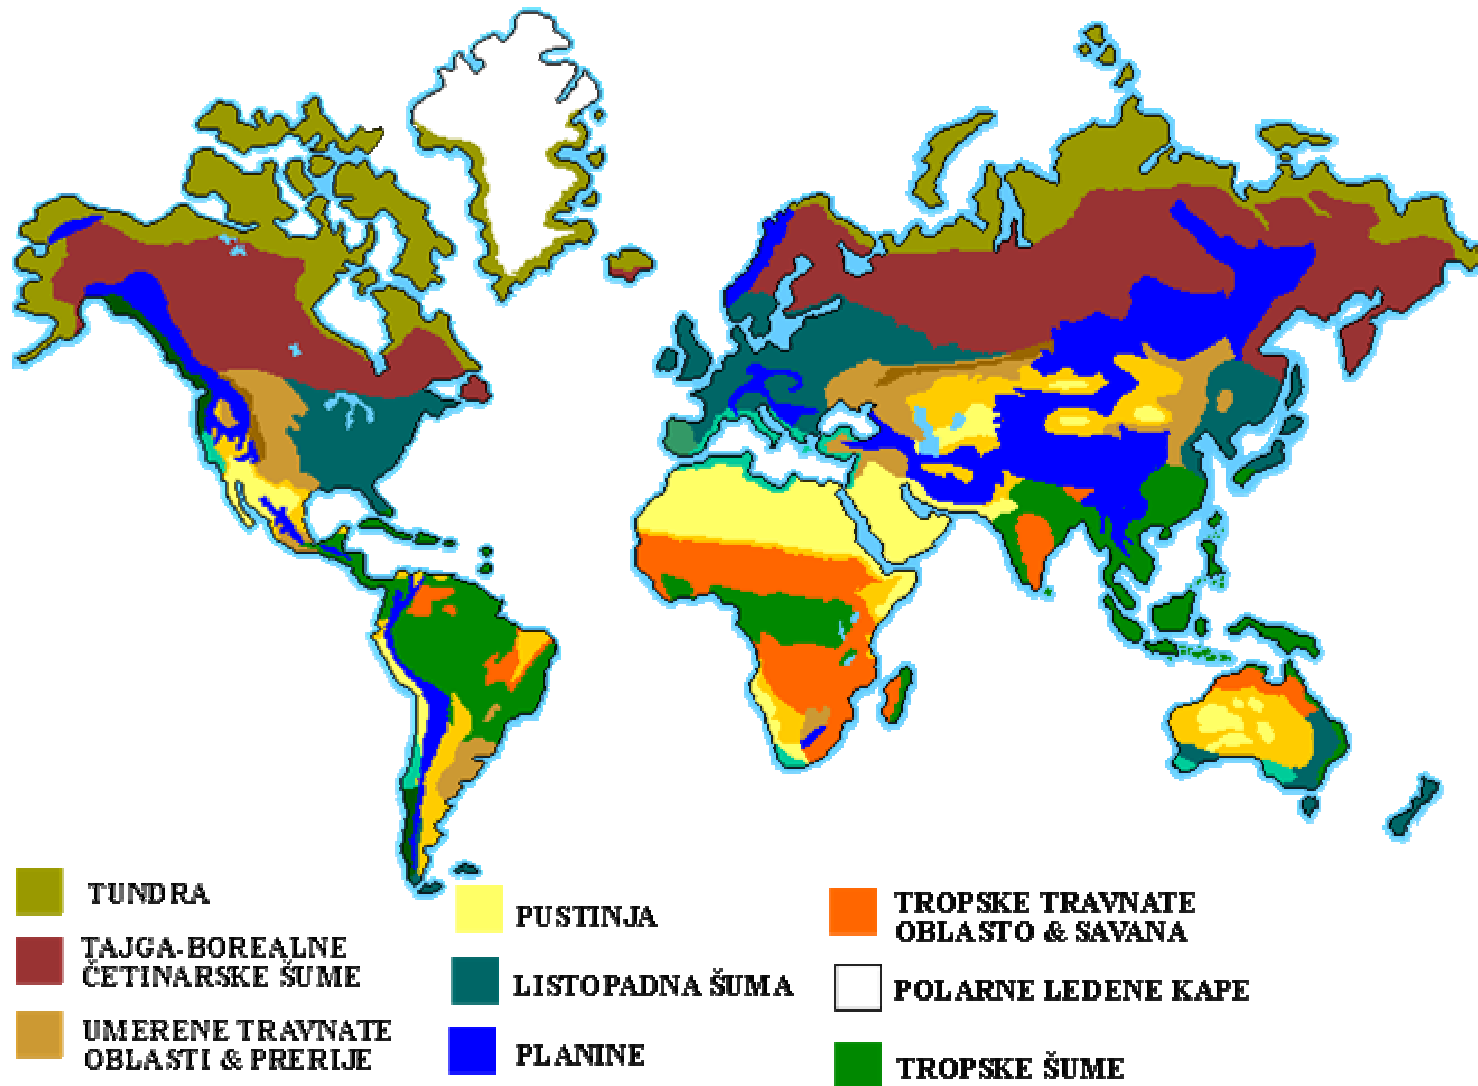 TUNDRA
TAJGA-BOREALNE
ČETINARSKE ŠUME
UMERENE TRAVNATE
OBLASTI & PRERIJE
PUSTINJA
LISTOPADNA ŠUMA
PLANINE
TROPSKE TRAVNATE
OBLASTO & SAVANA
POLARNE LEDENE KAPE
TROPSKE ŠUME